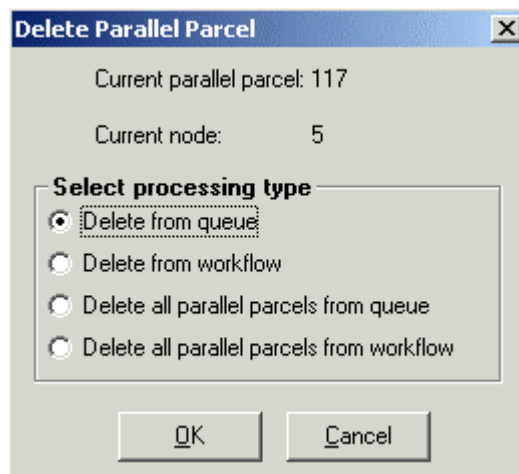 Delete Parallel Parcel
Current parallel parcel: 117
Current node: 5
Select processing type
Delete from queue
Delete from workflow
Delete all parallel parcels from queue
Delete all parallel parcels from workflow
OK Cancel